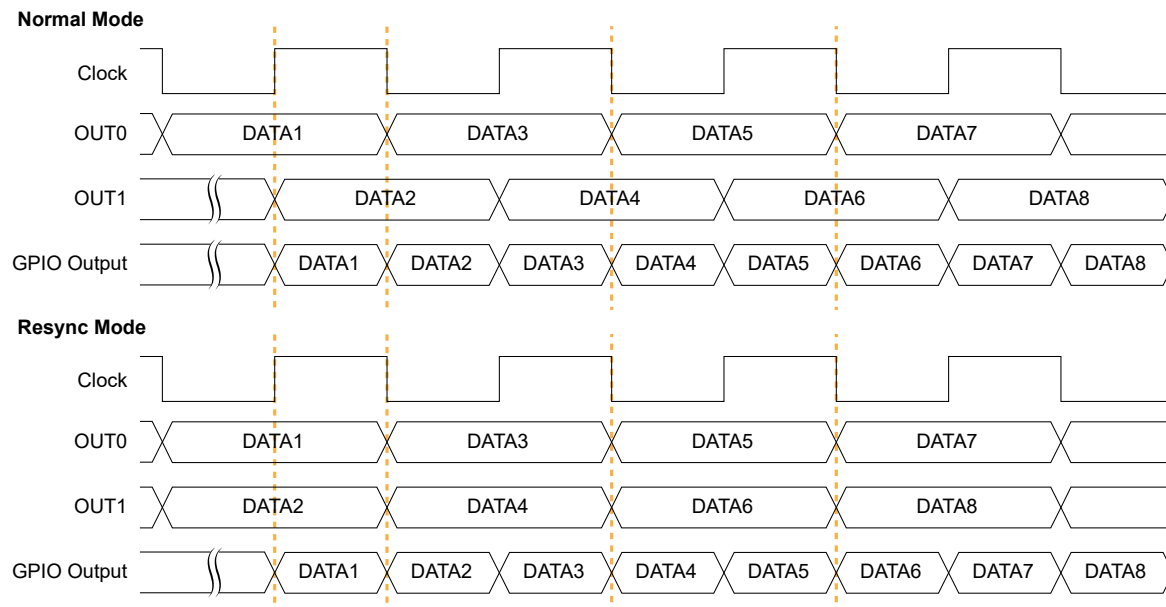 Normal Mode
Clock
OUT0 DATA1 DATA3 DATA5 DATA7
OUT1 DATA2 DATA4 DATA6 DATA8
GPIO Output DATA1 DATA2 DATA3 DATA4 DATA5 DATA6 DATA7 DATA8
Resync Mode
Clock
OUT0 DATA1 DATA3 DATA5 DATA7
OUT1 DATA2 DATA4 DATA6 DATA8
GPIO Output DATA1 DATA2 DATA3 DATA4 DATA5 DATA6 DATA7 DATA8